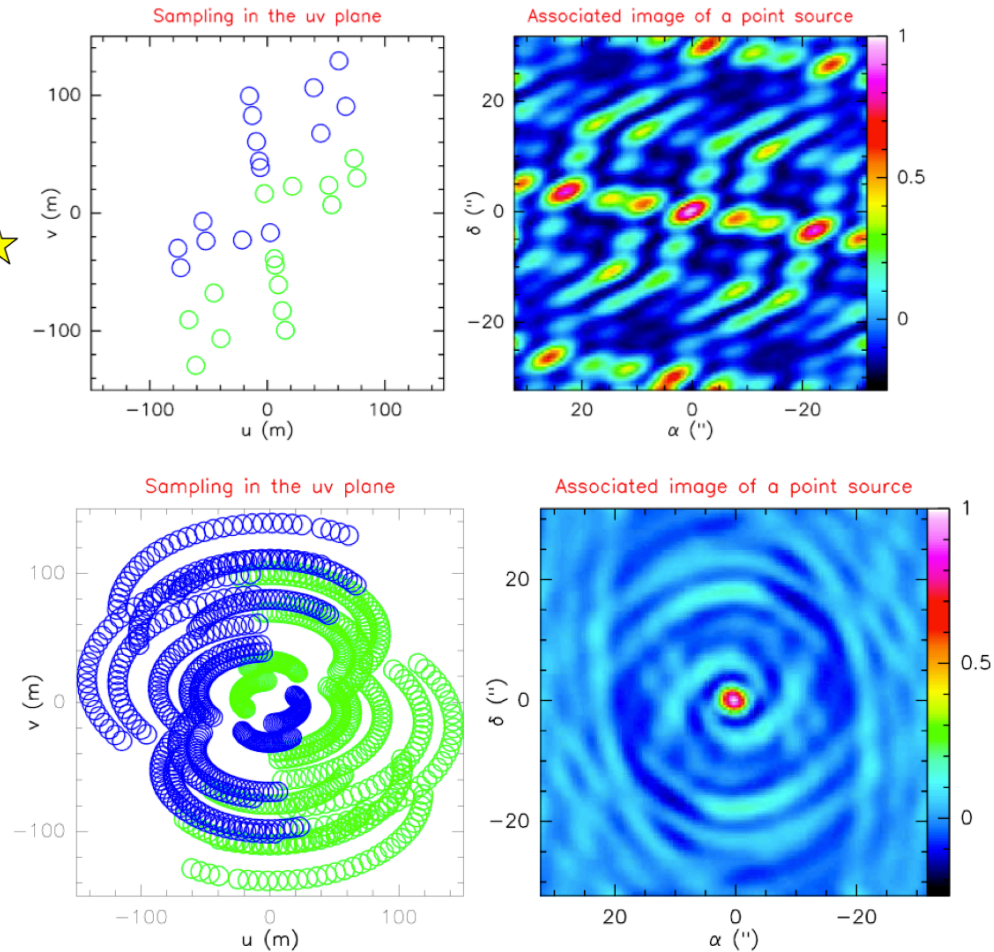 Sampling in the uv plane
Associated image of a point source
100
0
−100
v (m)
−100
0
100
u (m)
20
0
−20
δ (")
20
0
−20
α (")
1
0.5
0
Sampling in the uv plane
Associated image of a point source
100
0
−100
v (m)
−100
0
100
u (m)
20
0
−20
δ (")
20
0
−20
α (")
1
0.5
0